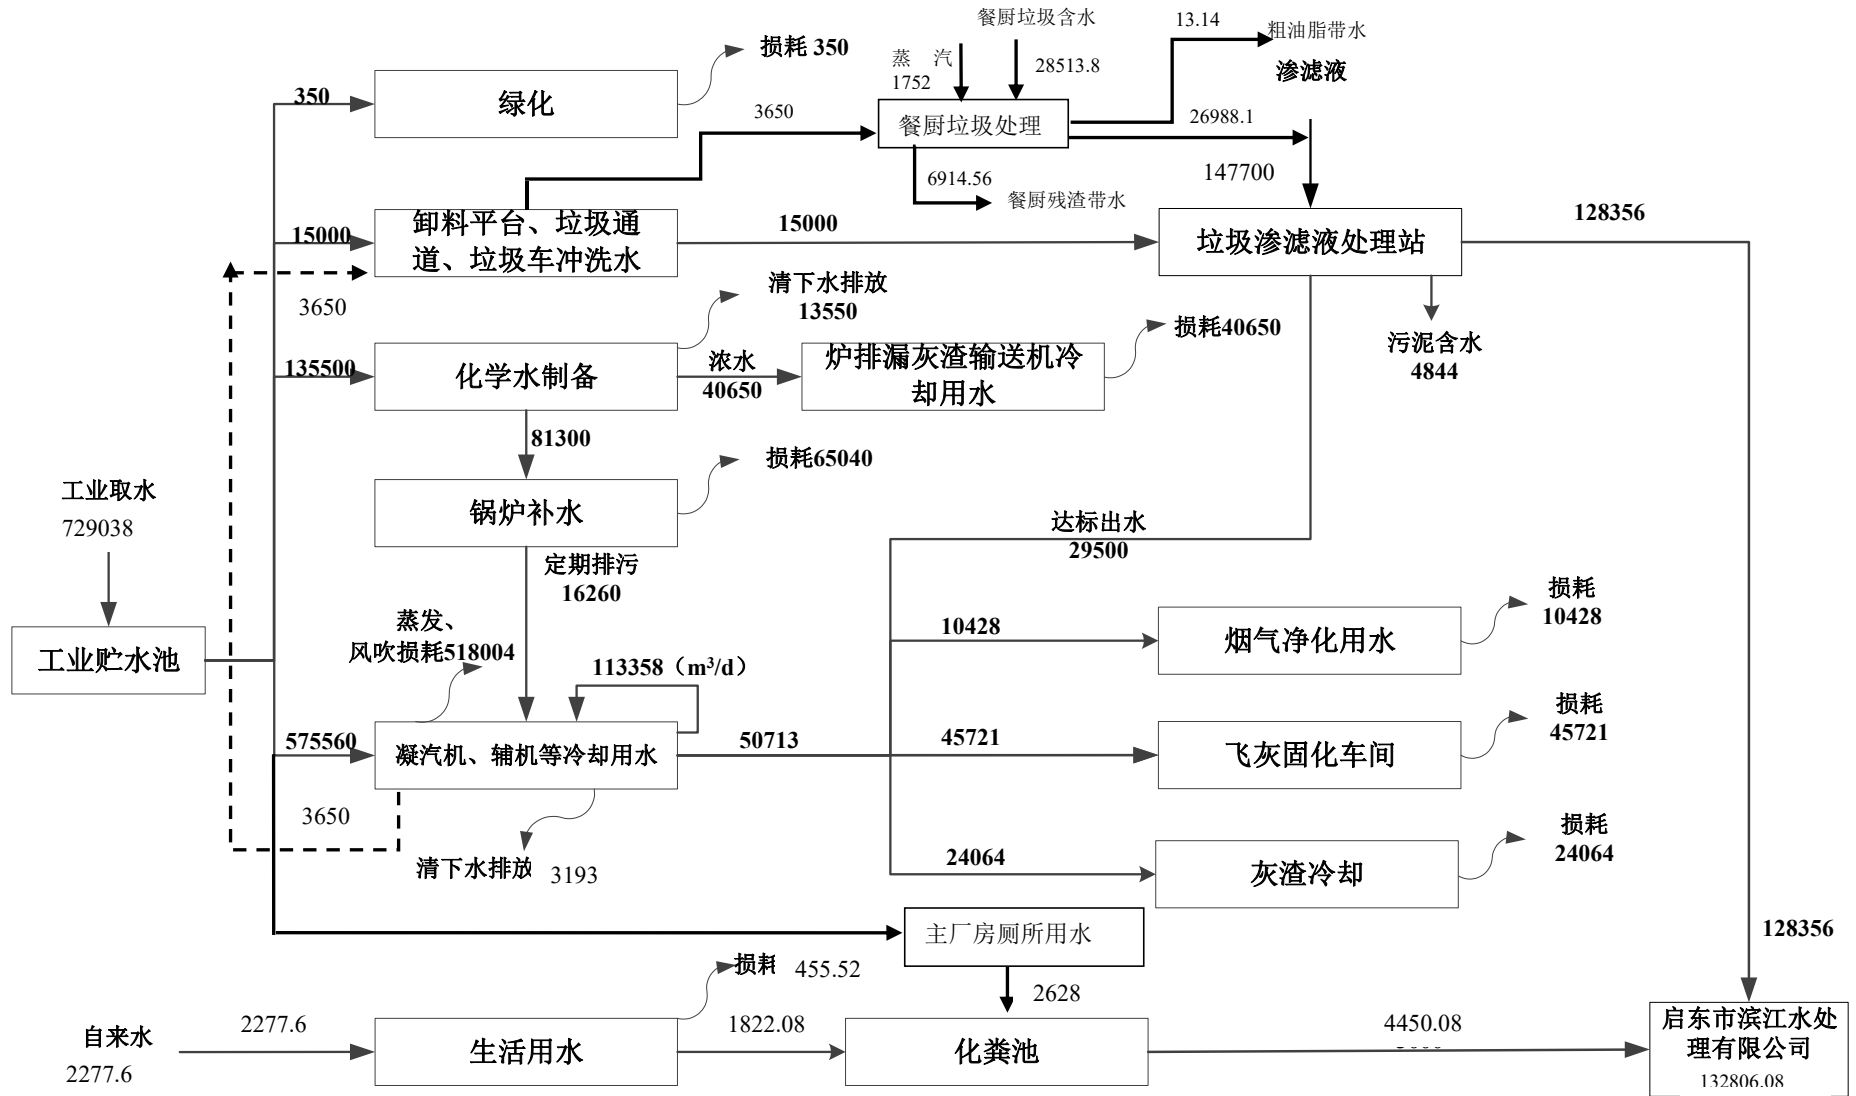 餐厨垃圾含水
13.14
粗油脂带水
渗滤液
损耗 350
蒸 汽
1752
28513.8
350
绿化
3650
餐厨垃圾处理
26988.1
147700
6914.56
餐厨残渣带水
128356
15000
卸料平台、垃圾通
道、垃圾车冲洗水
15000
垃圾渗滤液处理站
3650
清下水排放
13550
损耗40650
污泥含水
4844
135500
化学水制备
浓水
40650
炉排漏灰渣输送机冷
却用水
81300
损耗65040
工业取水
729038
锅炉补水
达标出水
29500
定期排污
16260
损耗
10428
蒸发、
风吹损耗518004
10428
烟气净化用水
工业贮水池
113358（m³/d）
损耗
45721
575560
凝汽机、辅机等冷却用水
50713
45721
飞灰固化车间
3650
清下水排放
3193
损耗
24064
24064
灰渣冷却
主厂房厕所用水
128356
损耗
455.52
2628
自来水
2277.6
2277.6
生活用水
1822.08
化粪池
4450.08
启东市滨江水处
理有限公司
132806.08